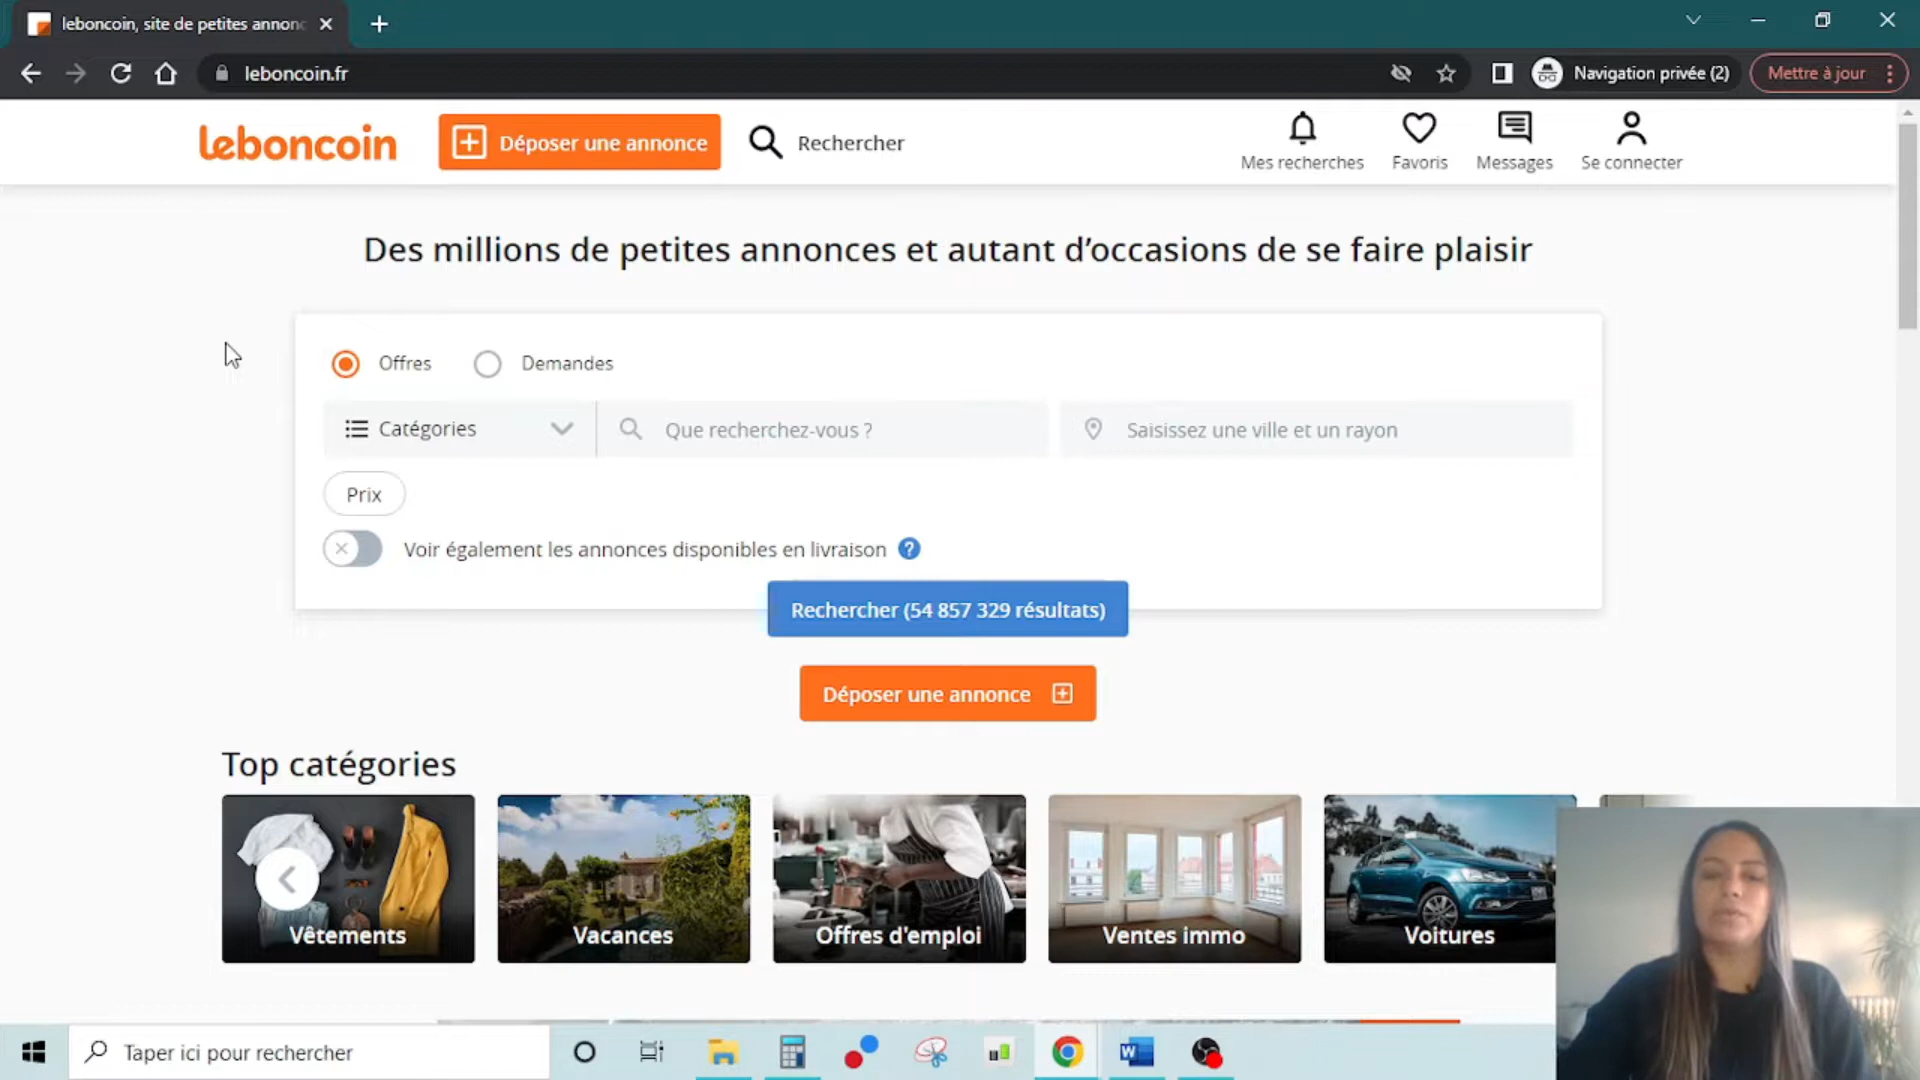 leboncoin, site de petites annonc
leboncoin.fr
Navigation privée (2)
Mettre à jour
leboncoin
Déposer une annonce
Rechercher
Mes recherches
Favoris
Messages
Se connecter
Des millions de petites annonces et autant d’occasions de se faire plaisir
Offres
Demandes
Catégories
Que recherchez-vous ?
Saisissez une ville et un rayon
Prix
Voir également les annonces disponibles en livraison ?
Rechercher (54 857 329 résultats)
Déposer une annonce
Top catégories
Vêtements
Vacances
Offres d'emploi
Ventes immo
Voitures
Taper ici pour rechercher